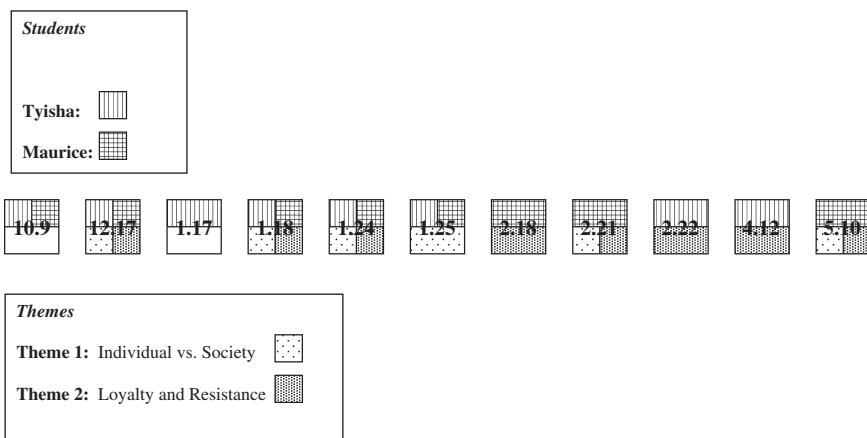 Students
Tyisha:
Maurice:
10.9 12.17 1.17 1.18 1.24 1.25 2.18 2.21 2.22 4.12 5.10
Themes
Theme 1: Individual vs. Society
Theme 2: Loyalty and Resistance